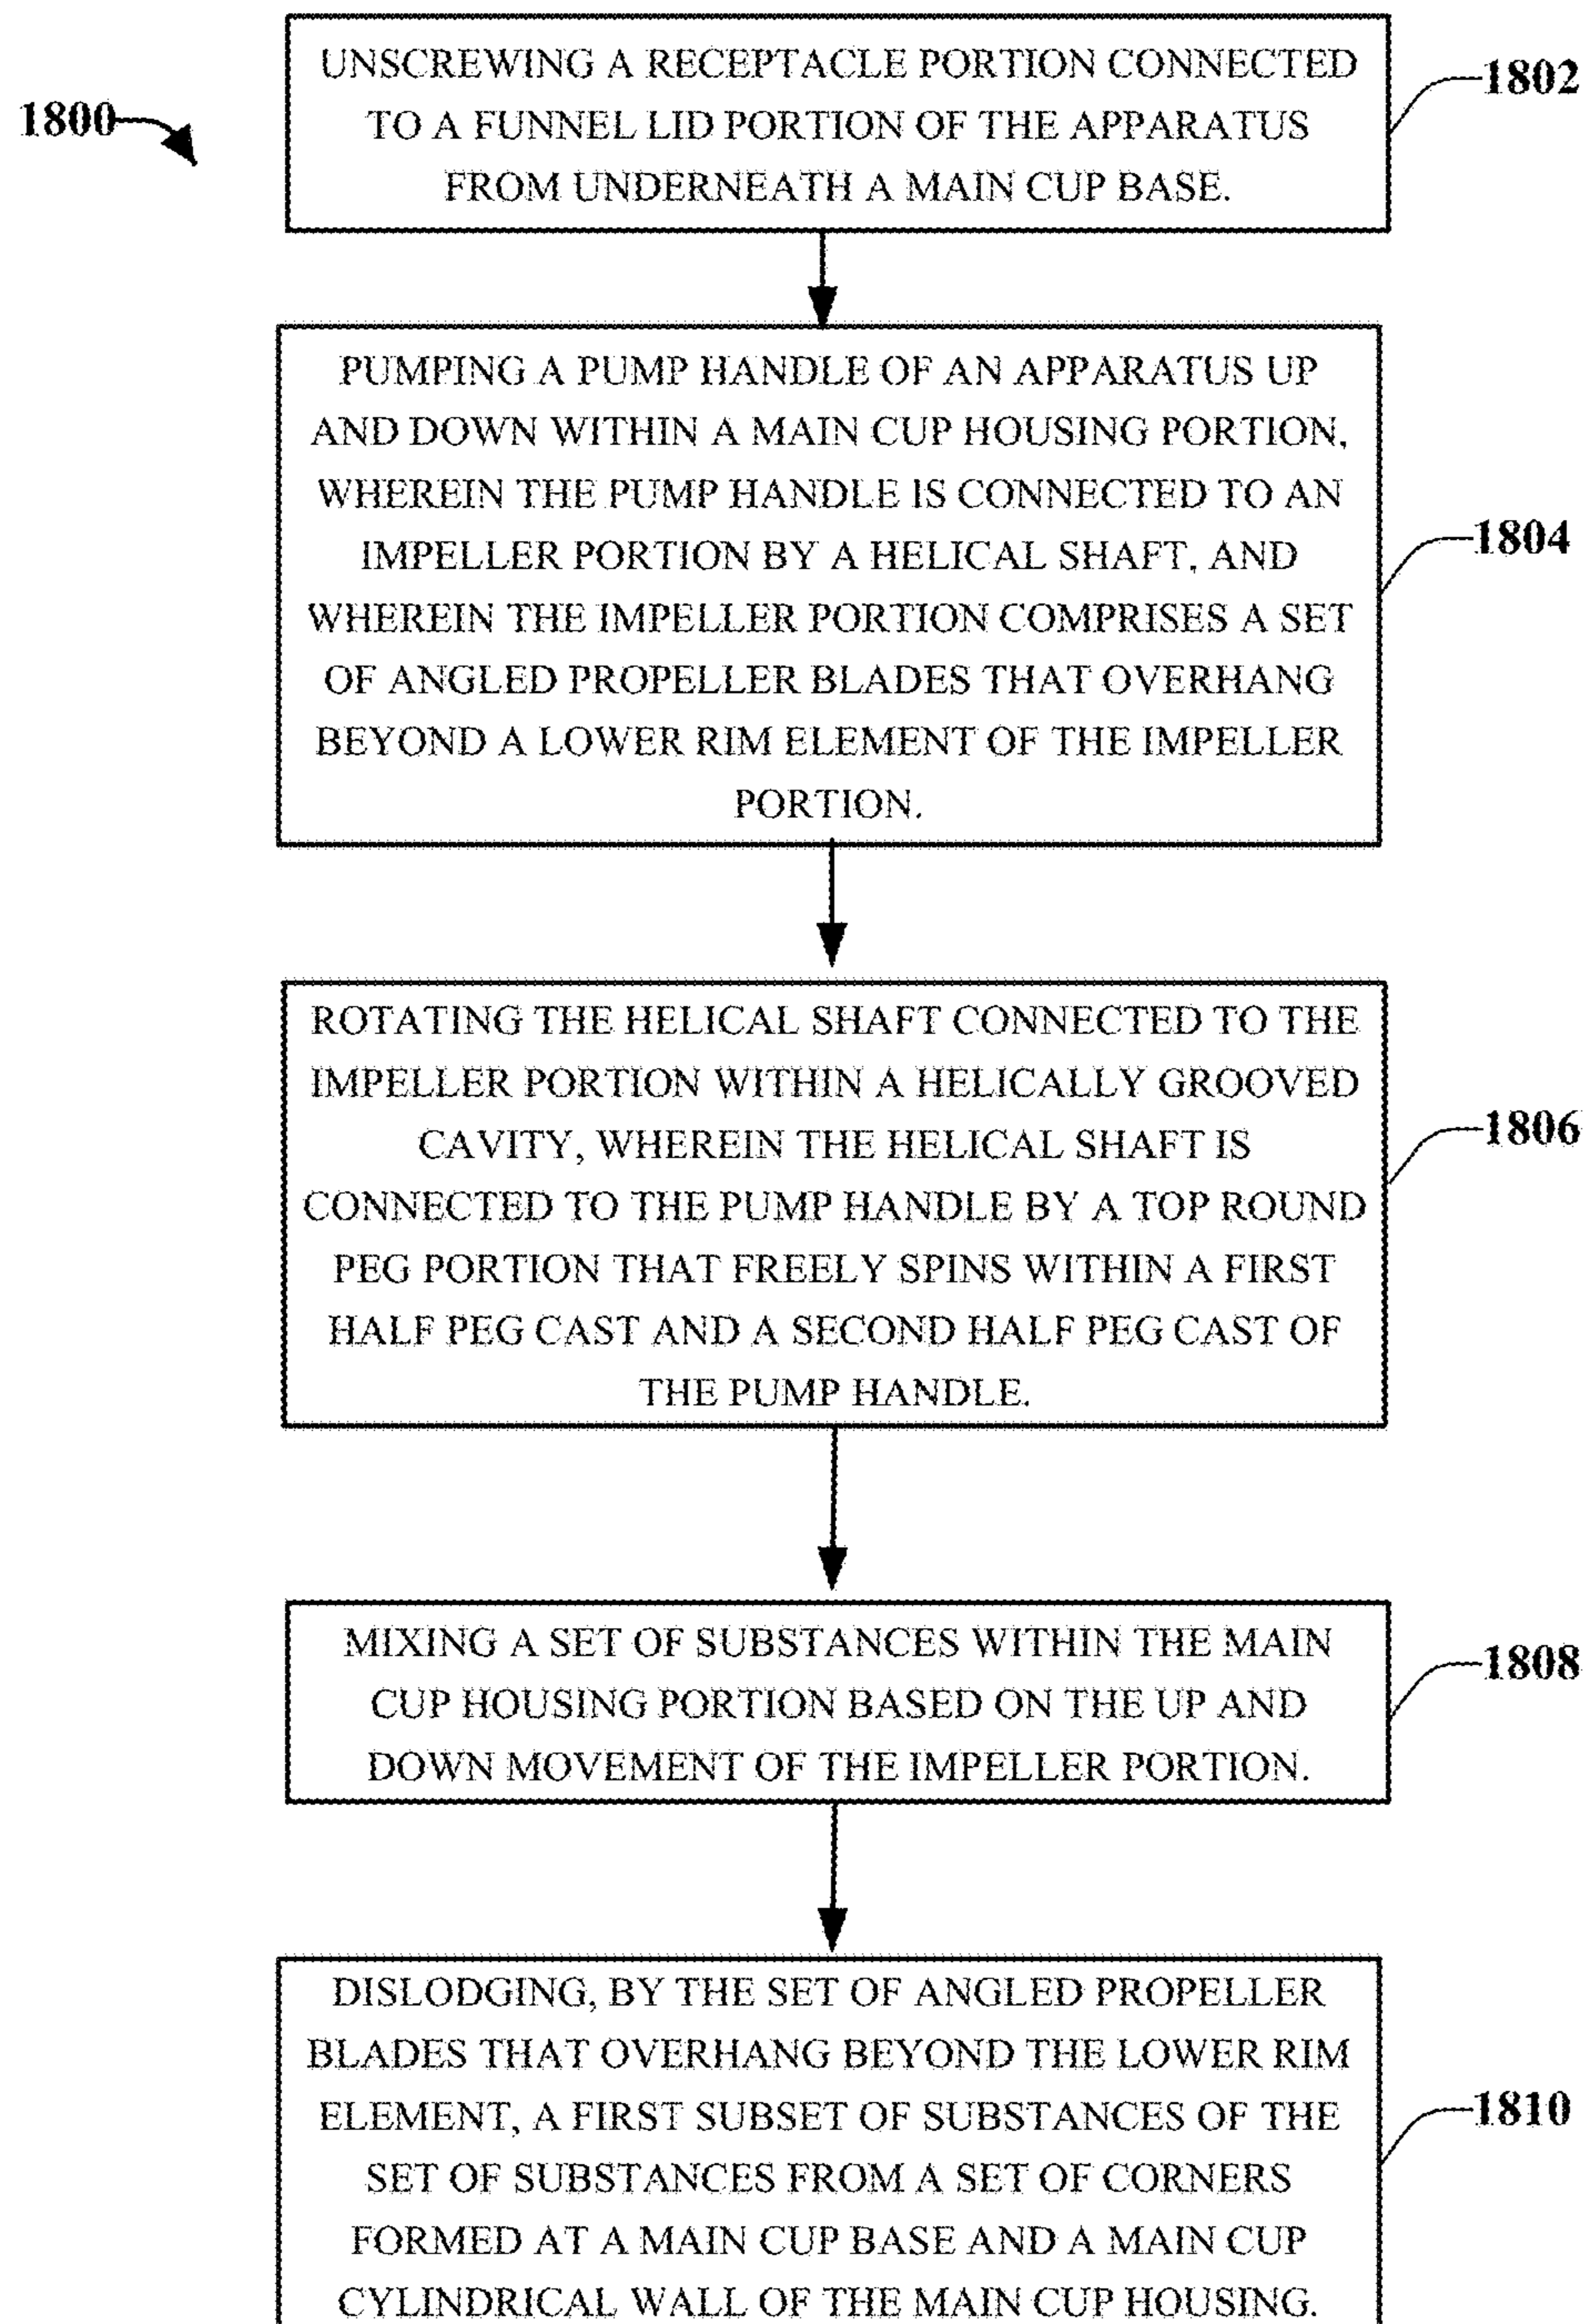 1800
UNSCREWING A RECEPTACLE PORTION CONNECTED
TO A FUNNEL LID PORTION OF THE APPARATUS
FROM UNDERNEATH A MAIN CUP BASE.
1802
PUMPING A PUMP HANDLE OF AN APPARATUS UP
AND DOWN WITHIN A MAIN CUP HOUSING PORTION,
WHEREIN THE PUMP HANDLE IS CONNECTED TO AN
IMPELLER PORTION BY A HELICAL SHAFT, AND
WHEREIN THE IMPELLER PORTION COMPRISES A SET
OF ANGLED PROPELLER BLADES THAT OVERHANG
BEYOND A LOWER RIM ELEMENT OF THE IMPELLER
PORTION.
1804
ROTATING THE HELICAL SHAFT CONNECTED TO THE
IMPELLER PORTION WITHIN A HELICALLY GROOVED
CAVITY, WHEREIN THE HELICAL SHAFT IS
CONNECTED TO THE PUMP HANDLE BY A TOP ROUND
PEG PORTION THAT FREELY SPINS WITHIN A FIRST
HALF PEG CAST AND A SECOND HALF PEG CAST OF
THE PUMP HANDLE.
1806
MIXING A SET OF SUBSTANCES WITHIN THE MAIN
CUP HOUSING PORTION BASED ON THE UP AND
DOWN MOVEMENT OF THE IMPELLER PORTION.
1808
DISLODGING, BY THE SET OF ANGLED PROPELLER
BLADES THAT OVERHANG BEYOND THE LOWER RIM
ELEMENT, A FIRST SUBSET OF SUBSTANCES OF THE
SET OF SUBSTANCES FROM A SET OF CORNERS
FORMED AT A MAIN CUP BASE AND A MAIN CUP
CYLINDRICAL WALL OF THE MAIN CUP HOUSING.
1810